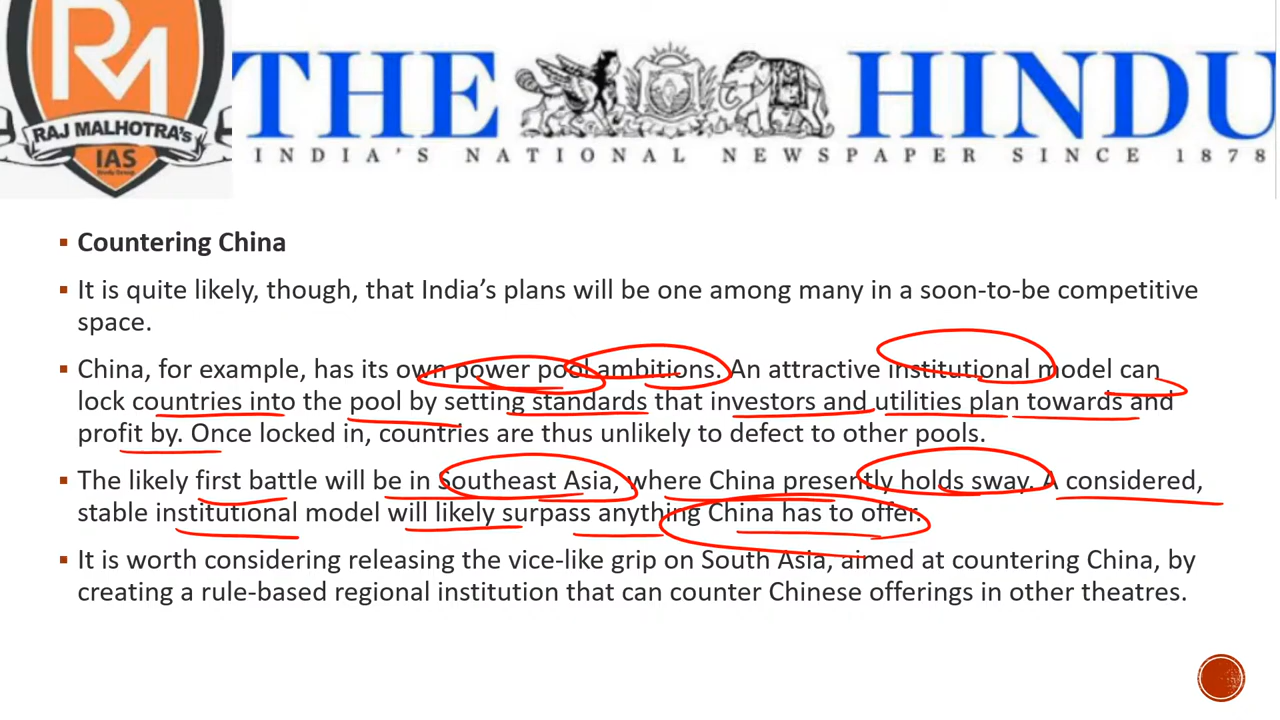 RM
RAJ MALHOTRA's
IAS
Study Group
THE HINDU
INDIA'S NATIONAL NEWSPAPER SINCE 1878
▪ Countering China
▪ It is quite likely, though, that India's plans will be one among many in a soon-to-be competitive
space.
▪ China, for example, has its own power pool ambitions. An attractive institutional model can
lock countries into the pool by setting standards that investors and utilities plan towards and
profit by. Once locked in, countries are thus unlikely to defect to other pools.
▪ The likely first battle will be in Southeast Asia, where China presently holds sway. A considered,
stable institutional model will likely surpass anything China has to offer.
▪ It is worth considering releasing the vice-like grip on South Asia, aimed at countering China, by
creating a rule-based regional institution that can counter Chinese offerings in other theatres.